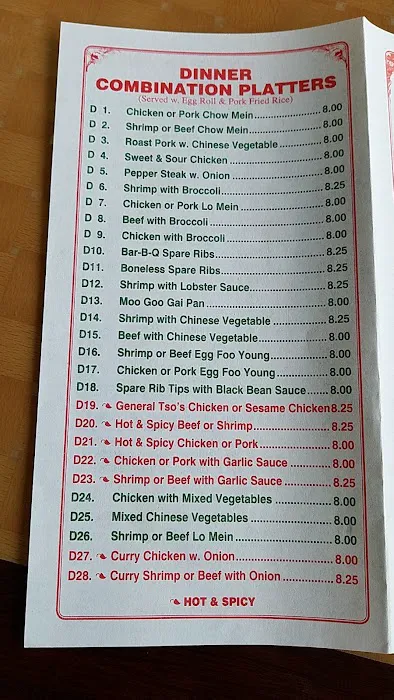 DINNER
COMBINATION PLATTERS
(Served w. Egg Roll & Pork Fried Rice)
D 1. Chicken or Pork Chow Mein........................ 8.00
D 2. Shrimp or Beef Chow Mein........................ 8.00
D 3. Roast Pork w. Chinese Vegetable............. 8.00
D 4. Sweet & Sour Chicken .............................. 8.00
D 5. Pepper Steak w. Onion ............................. 8.00
D 6. Shrimp with Broccoli................................. 8.25
D 7. Chicken or Pork Lo Mein .......................... 8.00
D 8. Beef with Broccoli ..................................... 8.00
D 9. Chicken with Broccoli ............................... 8.00
D10. Bar-B-Q Spare Ribs................................... 8.25
D11. Boneless Spare Ribs................................. 8.25
D12. Shrimp with Lobster Sauce....................... 8.25
D13. Moo Goo Gai Pan ..................................... 8.00
D14. Shrimp with Chinese Vegetable ................ 8.25
D15. Beef with Chinese Vegetable..................... 8.00
D16. Shrimp or Beef Egg Foo Young................. 8.00
D17. Chicken or Pork Egg Foo Young................ 8.00
D18. Spare Rib Tips with Black Bean Sauce...... 8.00
D19. General Tso's Chicken or Sesame Chicken 8.25
D20. Hot & Spicy Beef or Shrimp....................... 8.25
D21. Hot & Spicy Chicken or Pork ..................... 8.00
D22. Chicken or Pork with Garlic Sauce ............ 8.00
D23. Shrimp or Beef with Garlic Sauce .............. 8.25
D24. Chicken with Mixed Vegetables ................. 8.00
D25. Mixed Chinese Vegetables ........................ 8.00
D26. Shrimp or Beef Lo Mein ............................ 8.00
D27. Curry Chicken w. Onion............................. 8.00
D28. Curry Shrimp or Beef with Onion ............... 8.25
HOT & SPICY